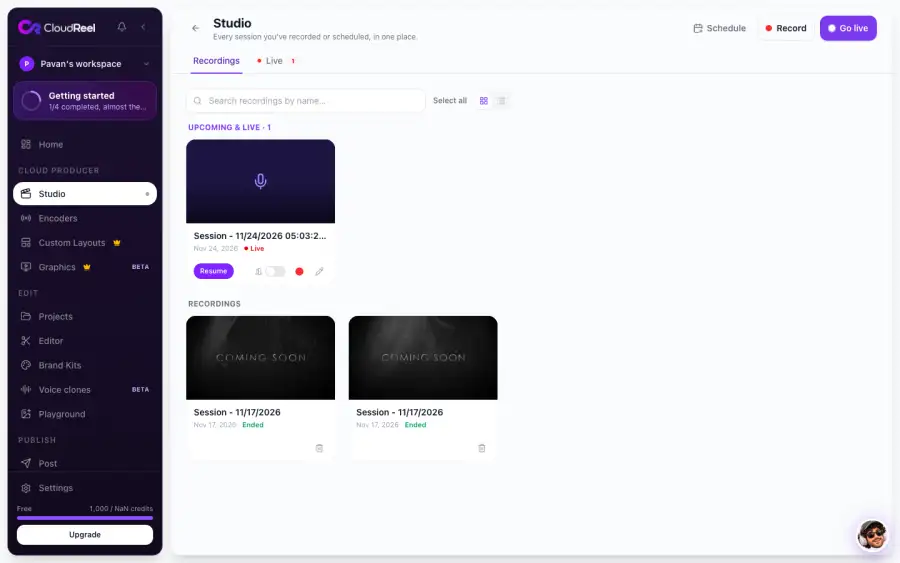 CloudReel
P Pavan's workspace
Getting started
1/4 completed, almost the...
Home
CLOUD PRODUCER
Studio
Encoders
Custom Layouts
Graphics BETA
EDIT
Projects
Editor
Brand Kits
Voice clones BETA
Playground
PUBLISH
Post
Settings
Free 1,000 / NaN credits
Upgrade
Studio
Every session you've recorded or scheduled, in one place.
Schedule Record Go live
Recordings Live 1
Search recordings by name... Select all
UPCOMING & LIVE · 1
Session - 11/24/2026 05:03:2...
Nov 24, 2026 Live
Resume
RECORDINGS
COMING SOON
Session - 11/17/2026
Nov 17, 2026 Ended
COMING SOON
Session - 11/17/2026
Nov 17, 2026 Ended